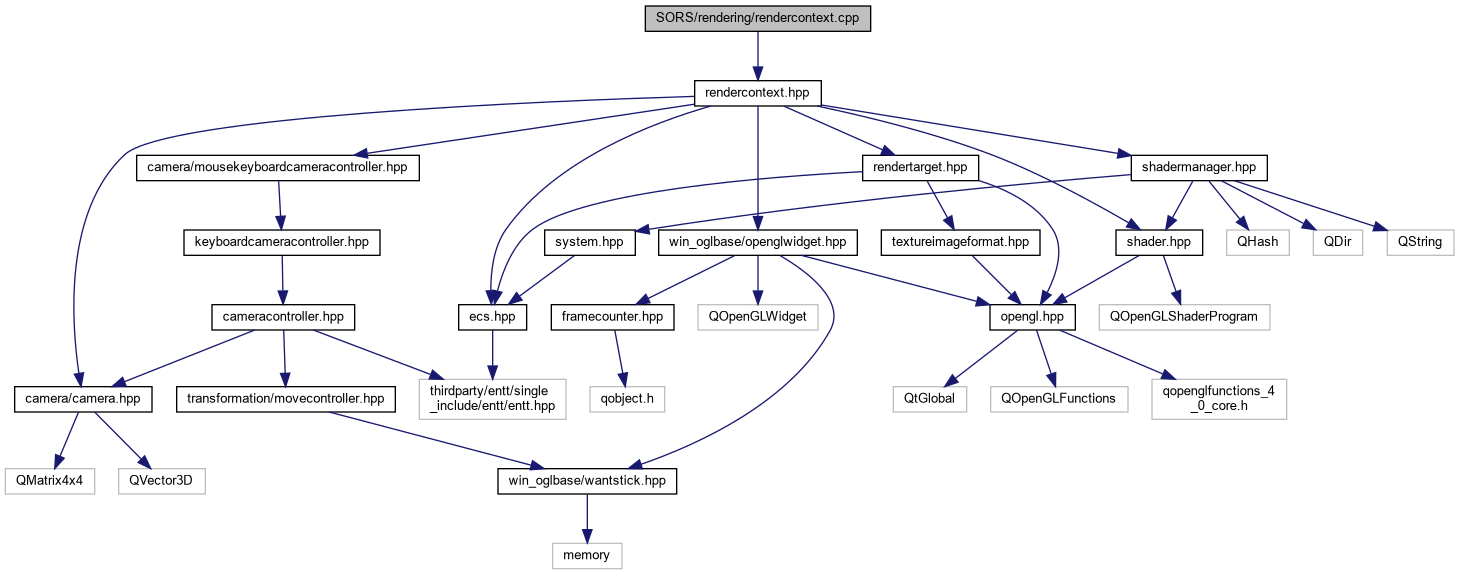 SORS/rendering/rendercontext.cpp
rendercontext.hpp
camera/mousekeyboardcameracontroller.hpp
rendertarget.hpp
shadermanager.hpp
keyboardcameracontroller.hpp
system.hpp
win_oglbase/openglwidget.hpp
textureimageformat.hpp
shader.hpp
QHash
QDir
QString
cameracontroller.hpp
ecs.hpp
framecounter.hpp
QOpenGLWidget
opengl.hpp
QOpenGLShaderProgram
camera/camera.hpp
transformation/movecontroller.hpp
thirdparty/entt/single
_include/entt/entt.hpp
qobject.h
QtGlobal
QOpenGLFunctions
qopenglfunctions_4
_0_core.h
QMatrix4x4
QVector3D
win_oglbase/wantstick.hpp
memory